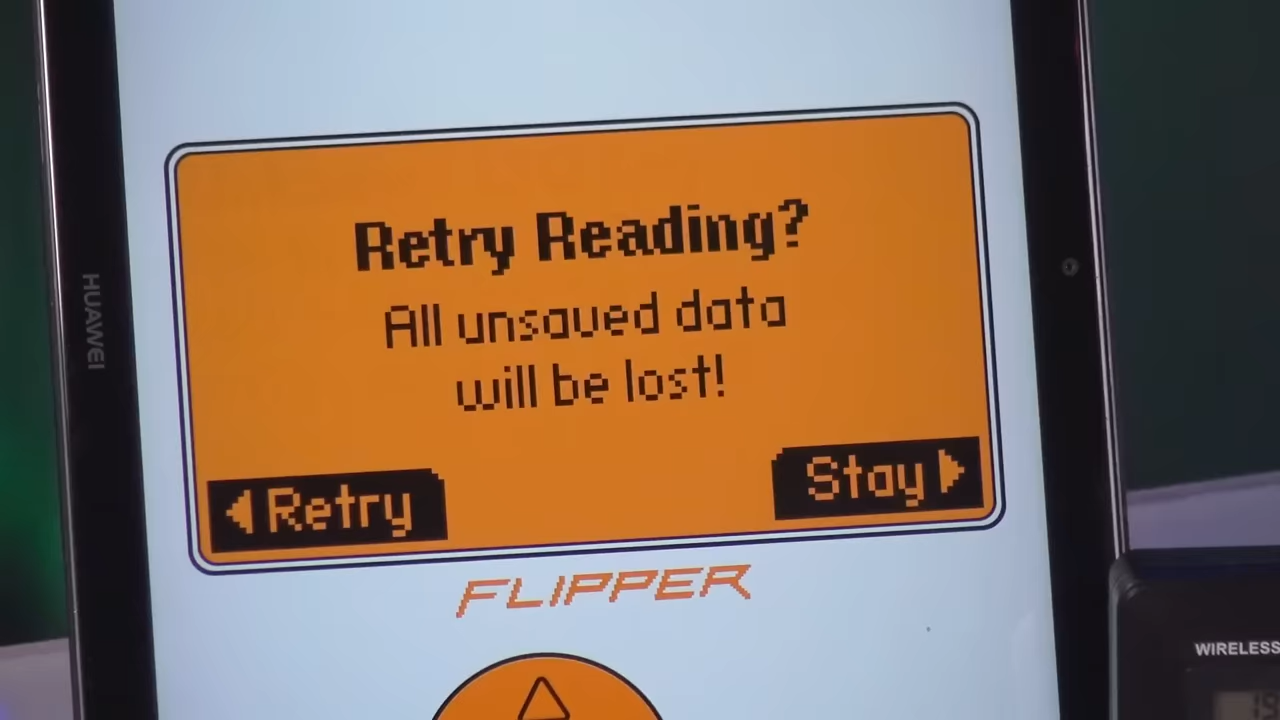 HUAWEI
Retry Reading?
All unsaved data
will be lost!
Retry
Stay
FLIPPER
WIRELESS